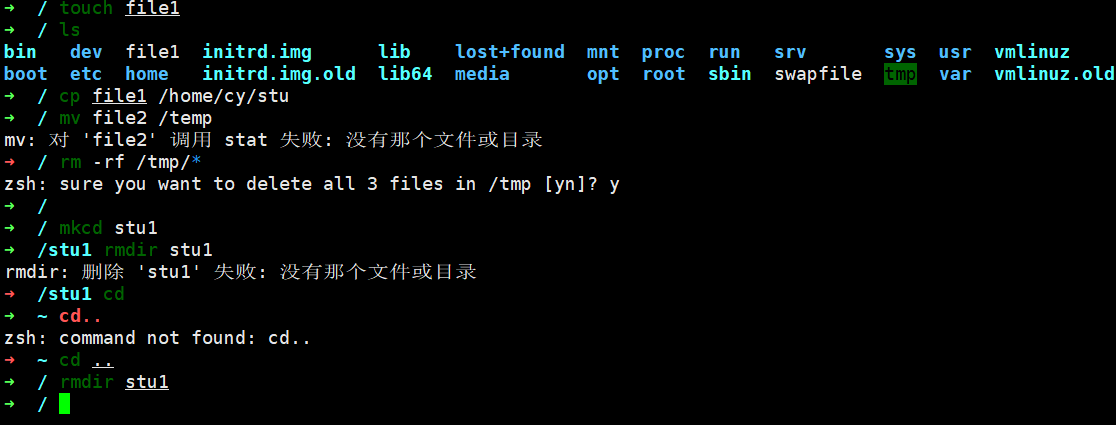 → / touch file1
→ / ls
bin dev file1 initrd.img lib lost+found mnt proc run srv sys usr vmlinuz
boot etc home initrd.img.old lib64 media opt root sbin swapfile tmp var vmlinuz.old
→ / cp file1 /home/cy/stu
→ / mv file2 /temp
mv: 对 'file2' 调用 stat 失败: 没有那个文件或目录
→ / rm -rf /tmp/*
zsh: sure you want to delete all 3 files in /tmp [yn]? y
→ /
→ / mkcd stu1
→ /stu1 rmdir stu1
rmdir: 删除 'stu1' 失败: 没有那个文件或目录
→ /stu1 cd
→ ~ cd..
zsh: command not found: cd..
→ ~ cd ..
→ / rmdir stu1
→ /